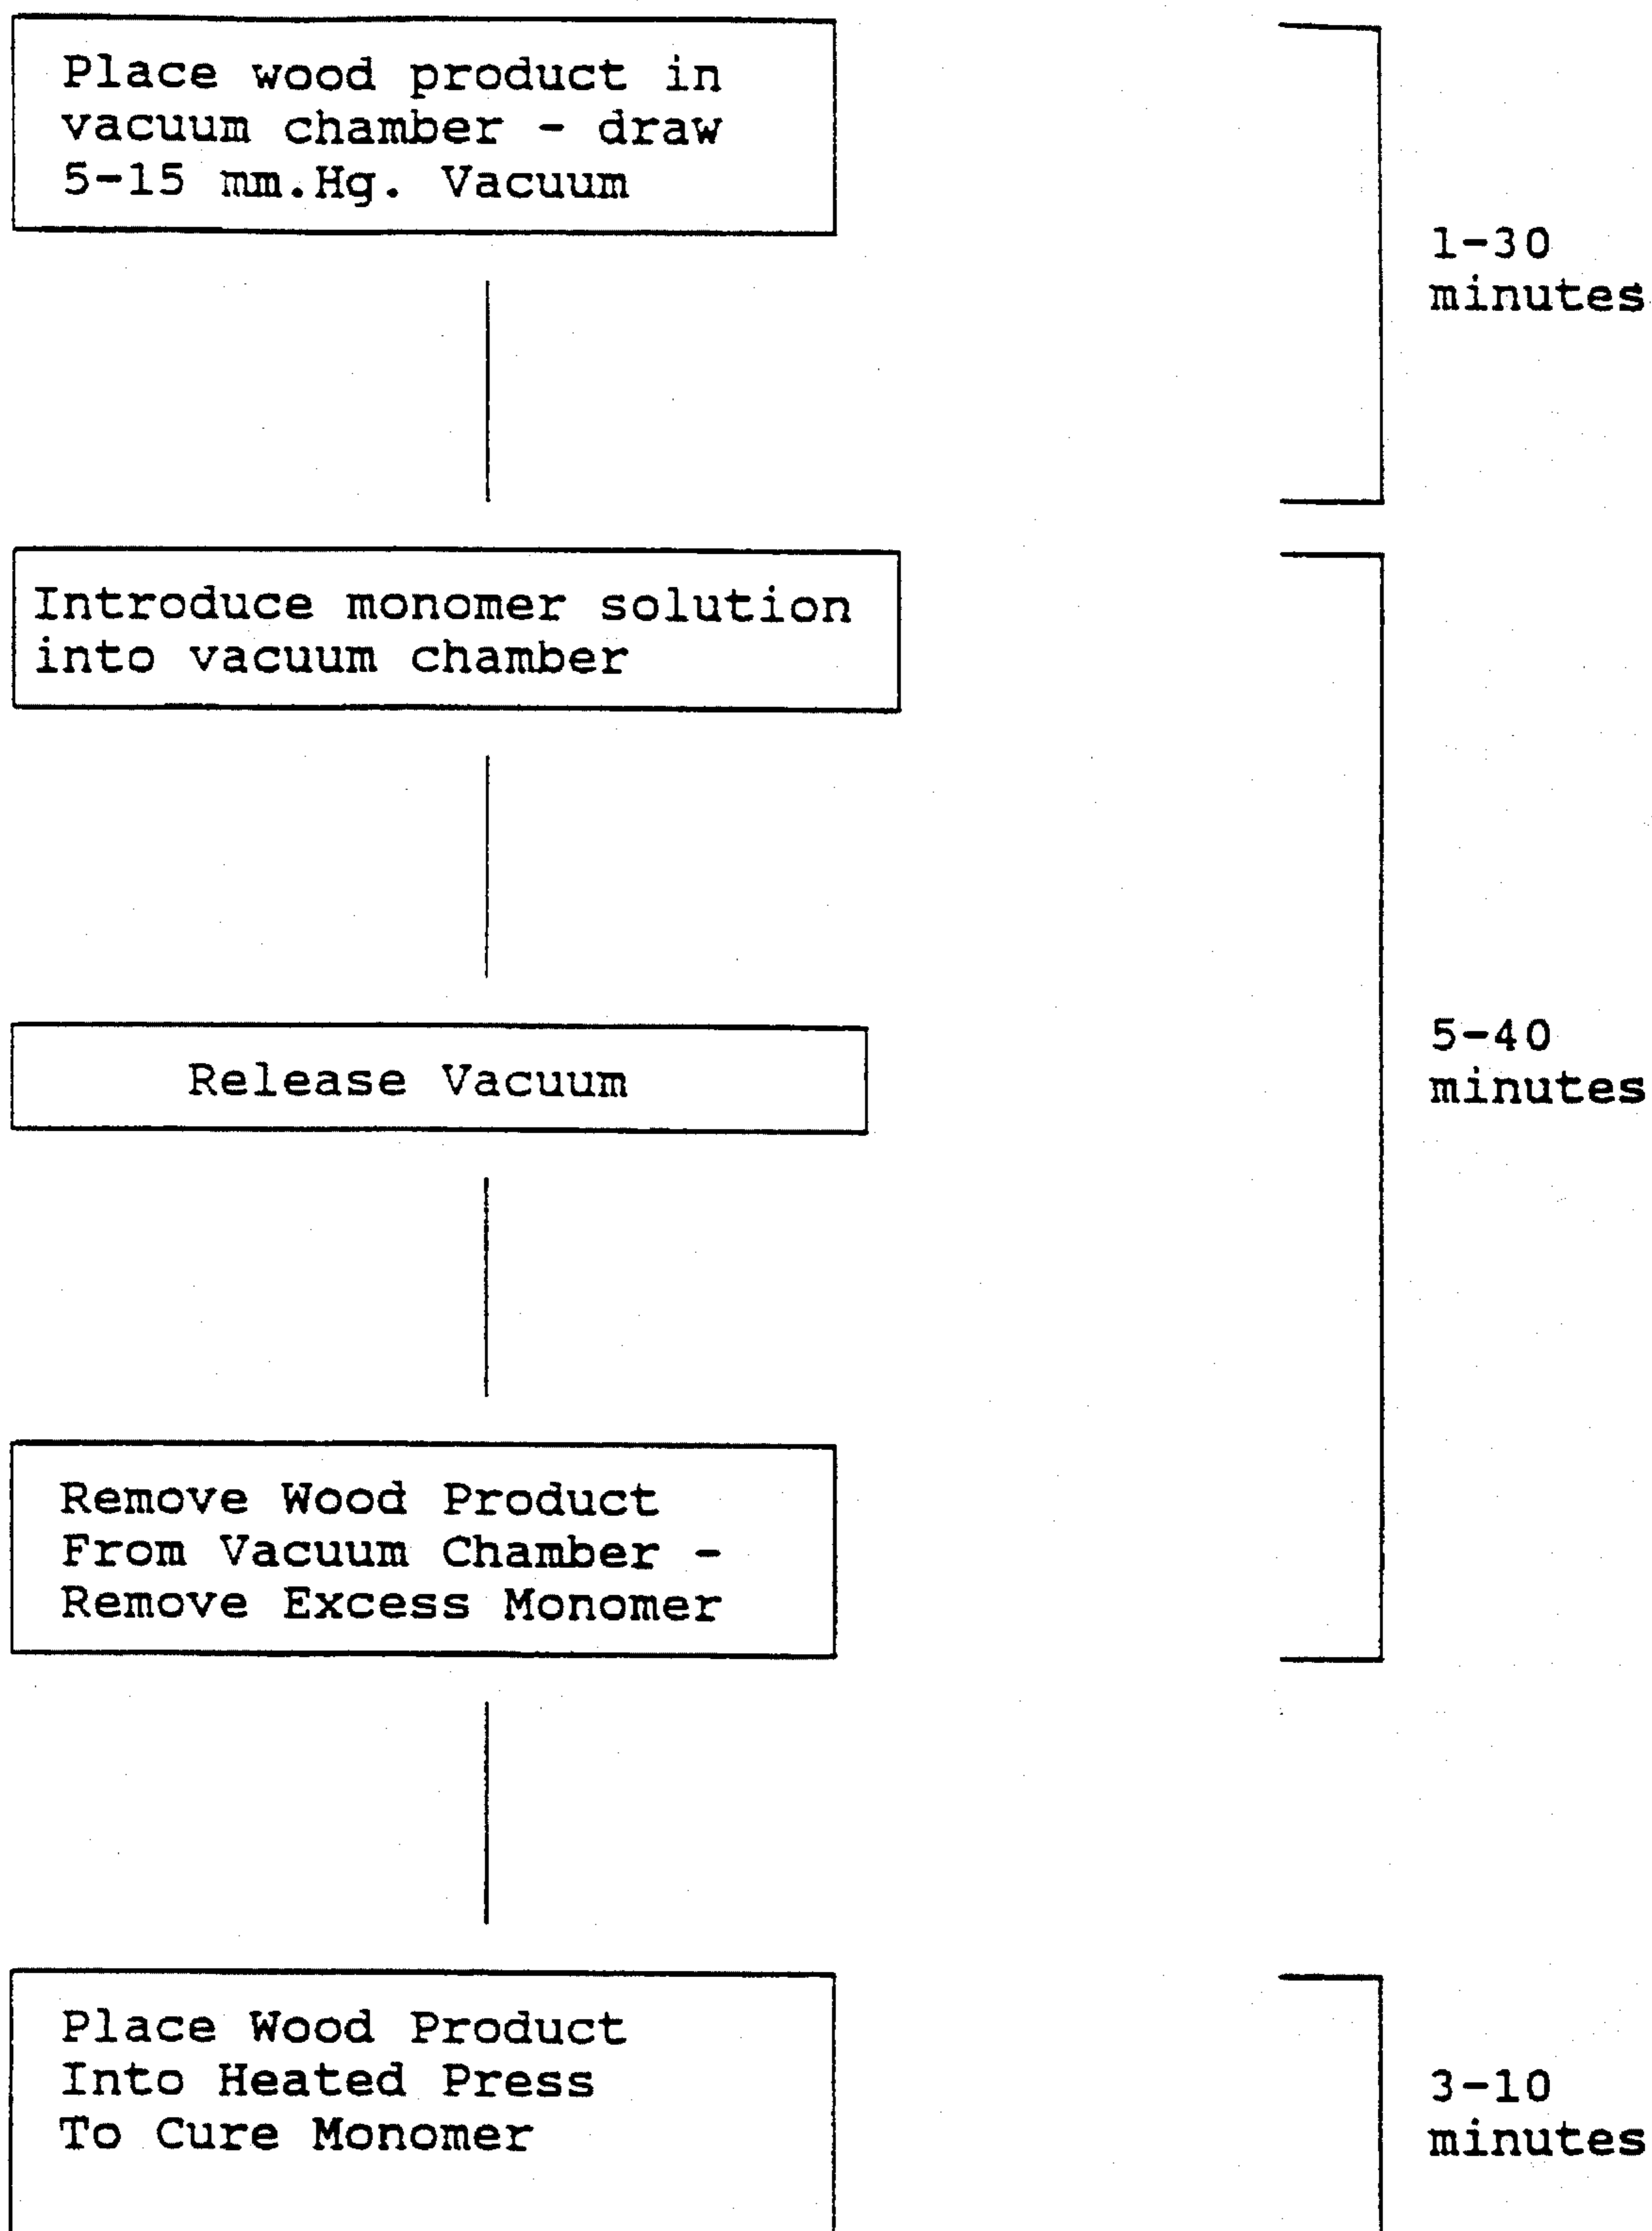 Place wood product in
vacuum chamber - draw
5-15 mm.Hg. Vacuum
1-30
minutes
Introduce monomer solution
into vacuum chamber
Release Vacuum
5-40
minutes
Remove Wood Product
From Vacuum Chamber -
Remove Excess Monomer
Place Wood Product
Into Heated Press
To Cure Monomer
3-10
minutes